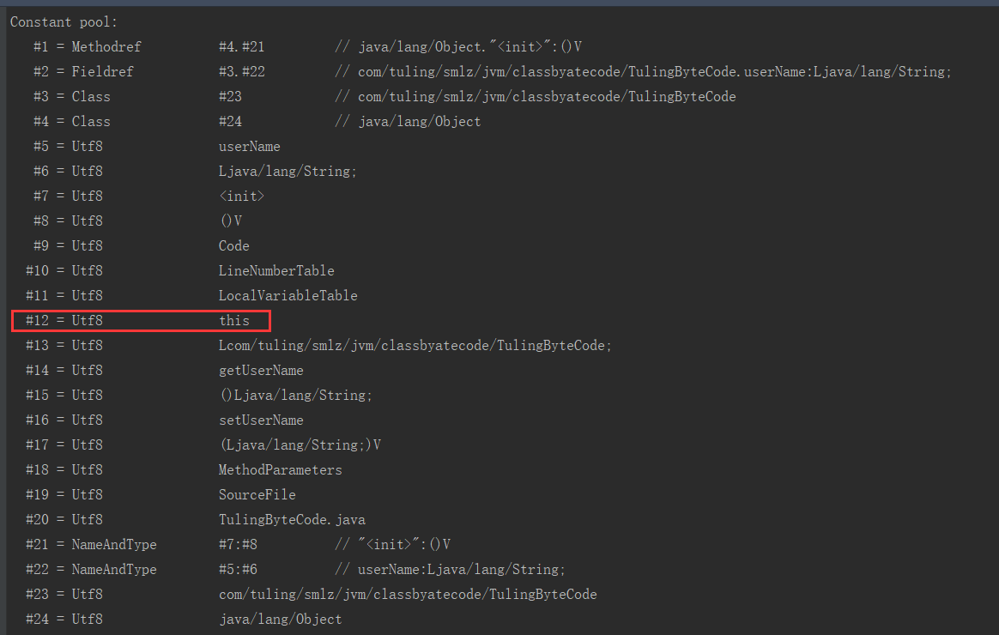 Constant pool:
#1 = Methodref #4.#21 // java/lang/Object."<init>":()V
#2 = Fieldref #3.#22 // com/tuling/smlz/jvm/classbyatecode/TulingByteCode.userName:Ljava/lang/String;
#3 = Class #23 // com/tuling/smlz/jvm/classbyatecode/TulingByteCode
#4 = Class #24 // java/lang/Object
#5 = Utf8 userName
#6 = Utf8 Ljava/lang/String;
#7 = Utf8 <init>
#8 = Utf8 ()V
#9 = Utf8 Code
#10 = Utf8 LineNumberTable
#11 = Utf8 LocalVariableTable
#12 = Utf8 this
#13 = Utf8 Lcom/tuling/smlz/jvm/classbyatecode/TulingByteCode;
#14 = Utf8 getUserName
#15 = Utf8 ()Ljava/lang/String;
#16 = Utf8 setUserName
#17 = Utf8 (Ljava/lang/String;)V
#18 = Utf8 MethodParameters
#19 = Utf8 SourceFile
#20 = Utf8 TulingByteCode.java
#21 = NameAndType #7:#8 // "<init>":()V
#22 = NameAndType #5:#6 // userName:Ljava/lang/String;
#23 = Utf8 com/tuling/smlz/jvm/classbyatecode/TulingByteCode
#24 = Utf8 java/lang/Object